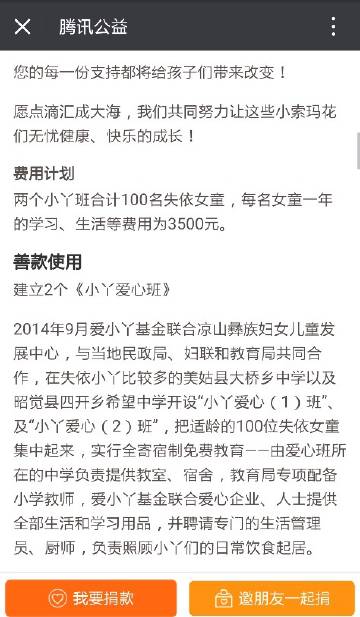 腾讯公益
您的每一份支持都将给孩子们带来改变！
愿点滴汇成大海，我们共同努力让这些小索玛花
们无忧健康、快乐的成长！
费用计划
两个小丫班合计100名失依女童，每名女童一年
的学习、生活等费用为3500元。
善款使用
建立2个《小丫爱心班》
2014年9月爱小丫基金联合凉山彝族妇女儿童发
展中心，与当地民政局、妇联和教育局共同合
作，在失依小丫比较多的美姑县大桥乡中学以及
昭觉县四开乡希望中学开设“小丫爱心（1）班”、
及“小丫爱心（2）班”，把适龄的100位失依女童
集中起来，实行全寄宿制免费教育——由爱心班所
在的中学负责提供教室、宿舍，教育局专项配备
小学教师，爱小丫基金联合爱心企业、人士提供
全部生活和学习用品，并聘请专门的生活管理
员、厨师，负责照顾小丫们的日常饮食起居。
我要捐款
邀朋友一起捐